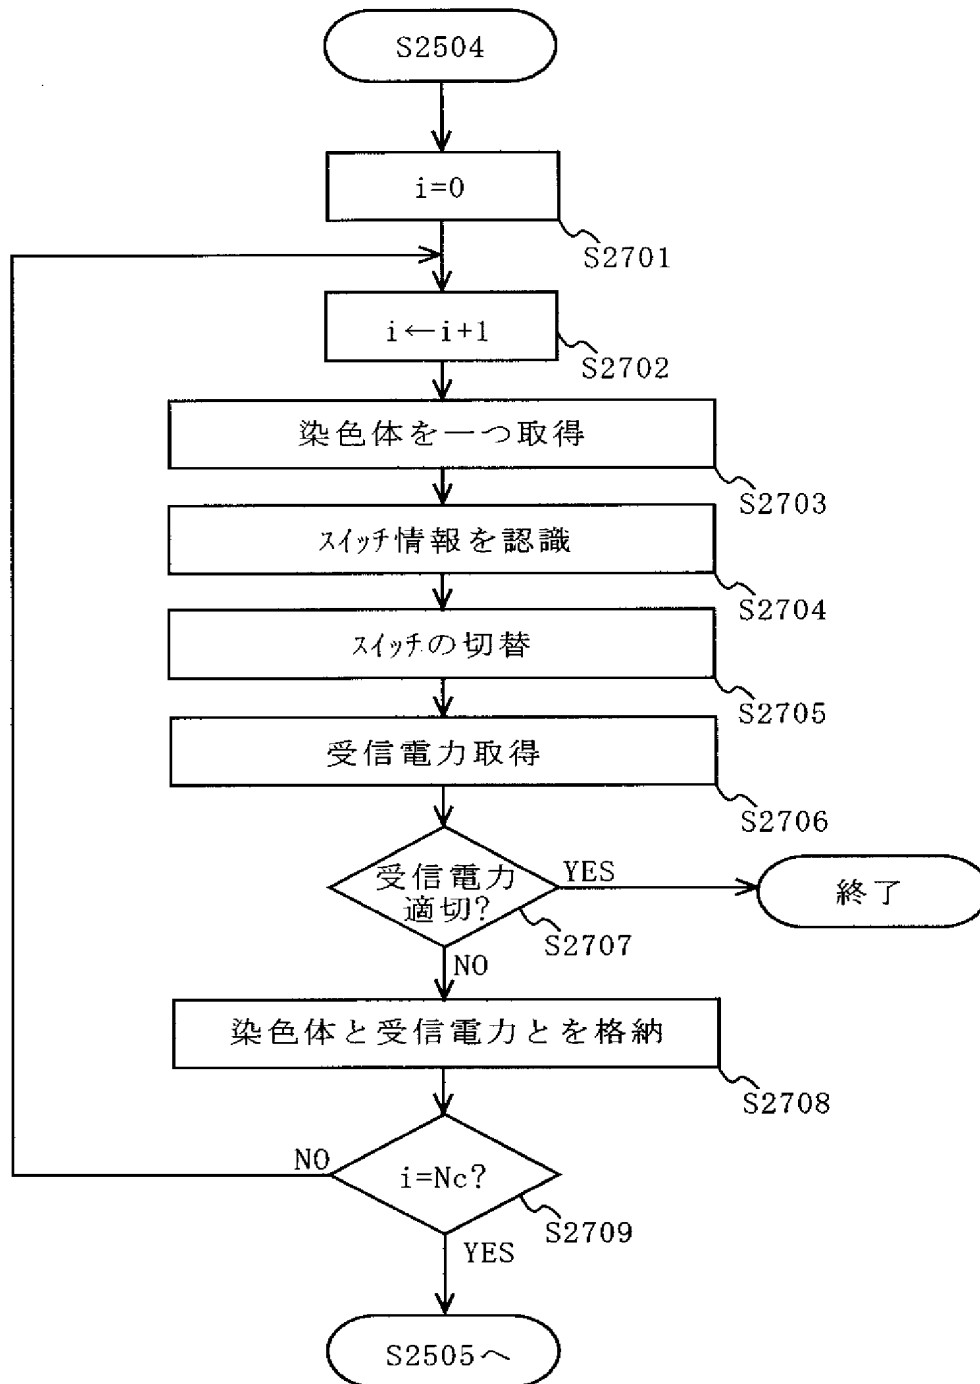 S2504
i=0
S2701
i←i+1
S2702
染色体を一つ取得
S2703
スイッチ情報を認識
S2704
スイッチの切替
S2705
受信電力取得
S2706
受信電力
適切?
YES
終了
S2707
NO
染色体と受信電力とを格納
S2708
NO
i=Nc?
S2709
YES
S2505へ